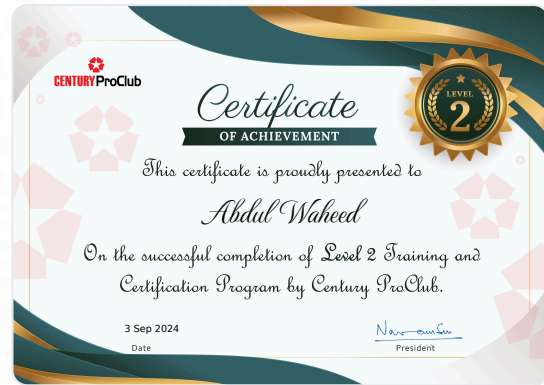 CENTURY ProClub
Certificate
OF ACHIEVEMENT
LEVEL
2
This certificate is proudly presented to
Abdul Waheed
On the successful completion of Level 2 Training and
Certification Program by Century ProClub.
3 Sep 2024
Date
President